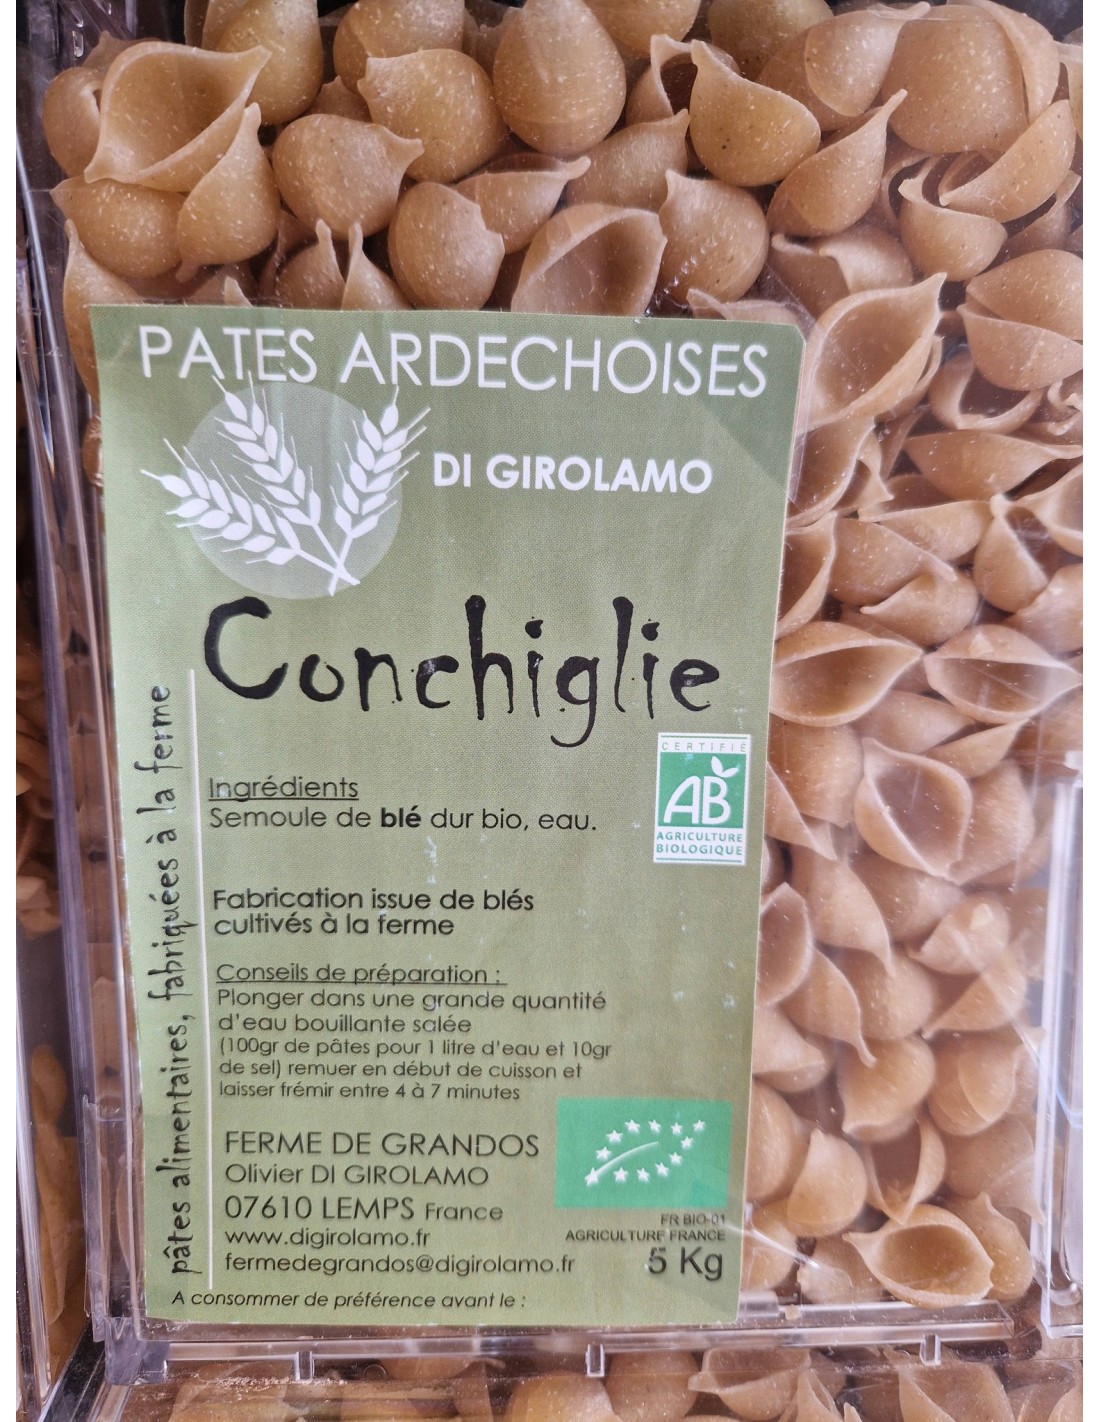 PATES ARDECHOISES
DI GIROLAMO
Conchiglie
pâtes alimentaires, fabriquées à la ferme
Ingrédients
Semoule de blé dur bio, eau.
CERTIFIÉ
AB
AGRICULTURE
BIOLOGIQUE
Fabrication issue de blés
cultivés à la ferme
Conseils de préparation :
Plonger dans une grande quantité
d'eau bouillante salée
(100gr de pâtes pour 1 litre d'eau et 10gr
de sel) remuer en début de cuisson et
laisser frémir entre 4 à 7 minutes
FERME DE GRANDOS
Olivier DI GIROLAMO
07610 LEMPS France
www.digirolamo.fr
fermedegrandos@digirolamo.fr
FR BIO-01
AGRICULTURE FRANCE
5 Kg
A consommer de préférence avant le :